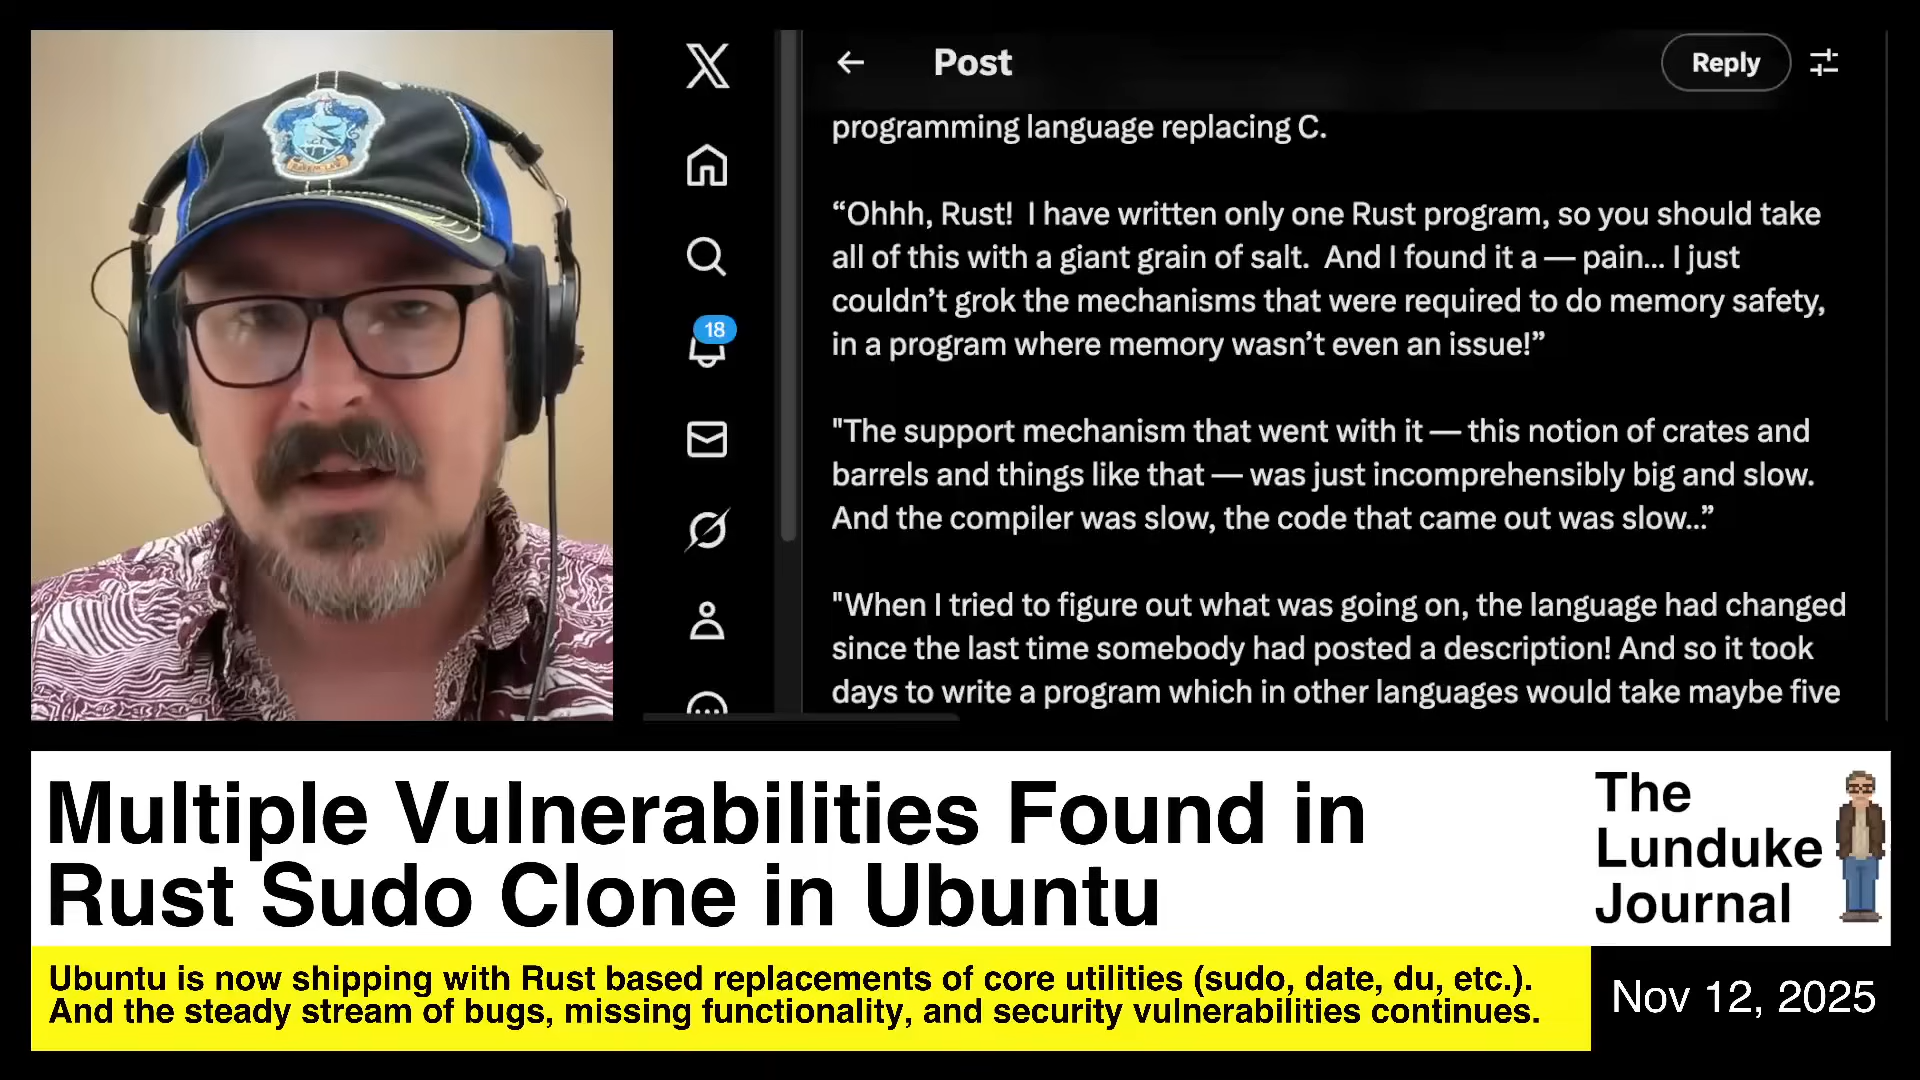 RAVENCLAW
Post
Reply
programming language replacing C.
“Ohhh, Rust!  I have written only one Rust program, so you should take
all of this with a giant grain of salt.  And I found it a — pain... I just
couldn’t grok the mechanisms that were required to do memory safety,
in a program where memory wasn’t even an issue!”
"The support mechanism that went with it — this notion of crates and
barrels and things like that — was just incomprehensibly big and slow.
And the compiler was slow, the code that came out was slow...”
"When I tried to figure out what was going on, the language had changed
since the last time somebody had posted a description! And so it took
days to write a program which in other languages would take maybe five
18
Multiple Vulnerabilities Found in
Rust Sudo Clone in Ubuntu
The
Lunduke
Journal
Ubuntu is now shipping with Rust based replacements of core utilities (sudo, date, du, etc.).
And the steady stream of bugs, missing functionality, and security vulnerabilities continues.
Nov 12, 2025